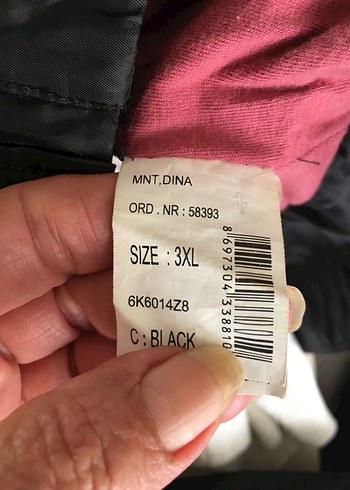 MNT,DINA
ORD . NR : 58393
SIZE : 3XL
6K6014Z8
C : BLACK
8697304338810